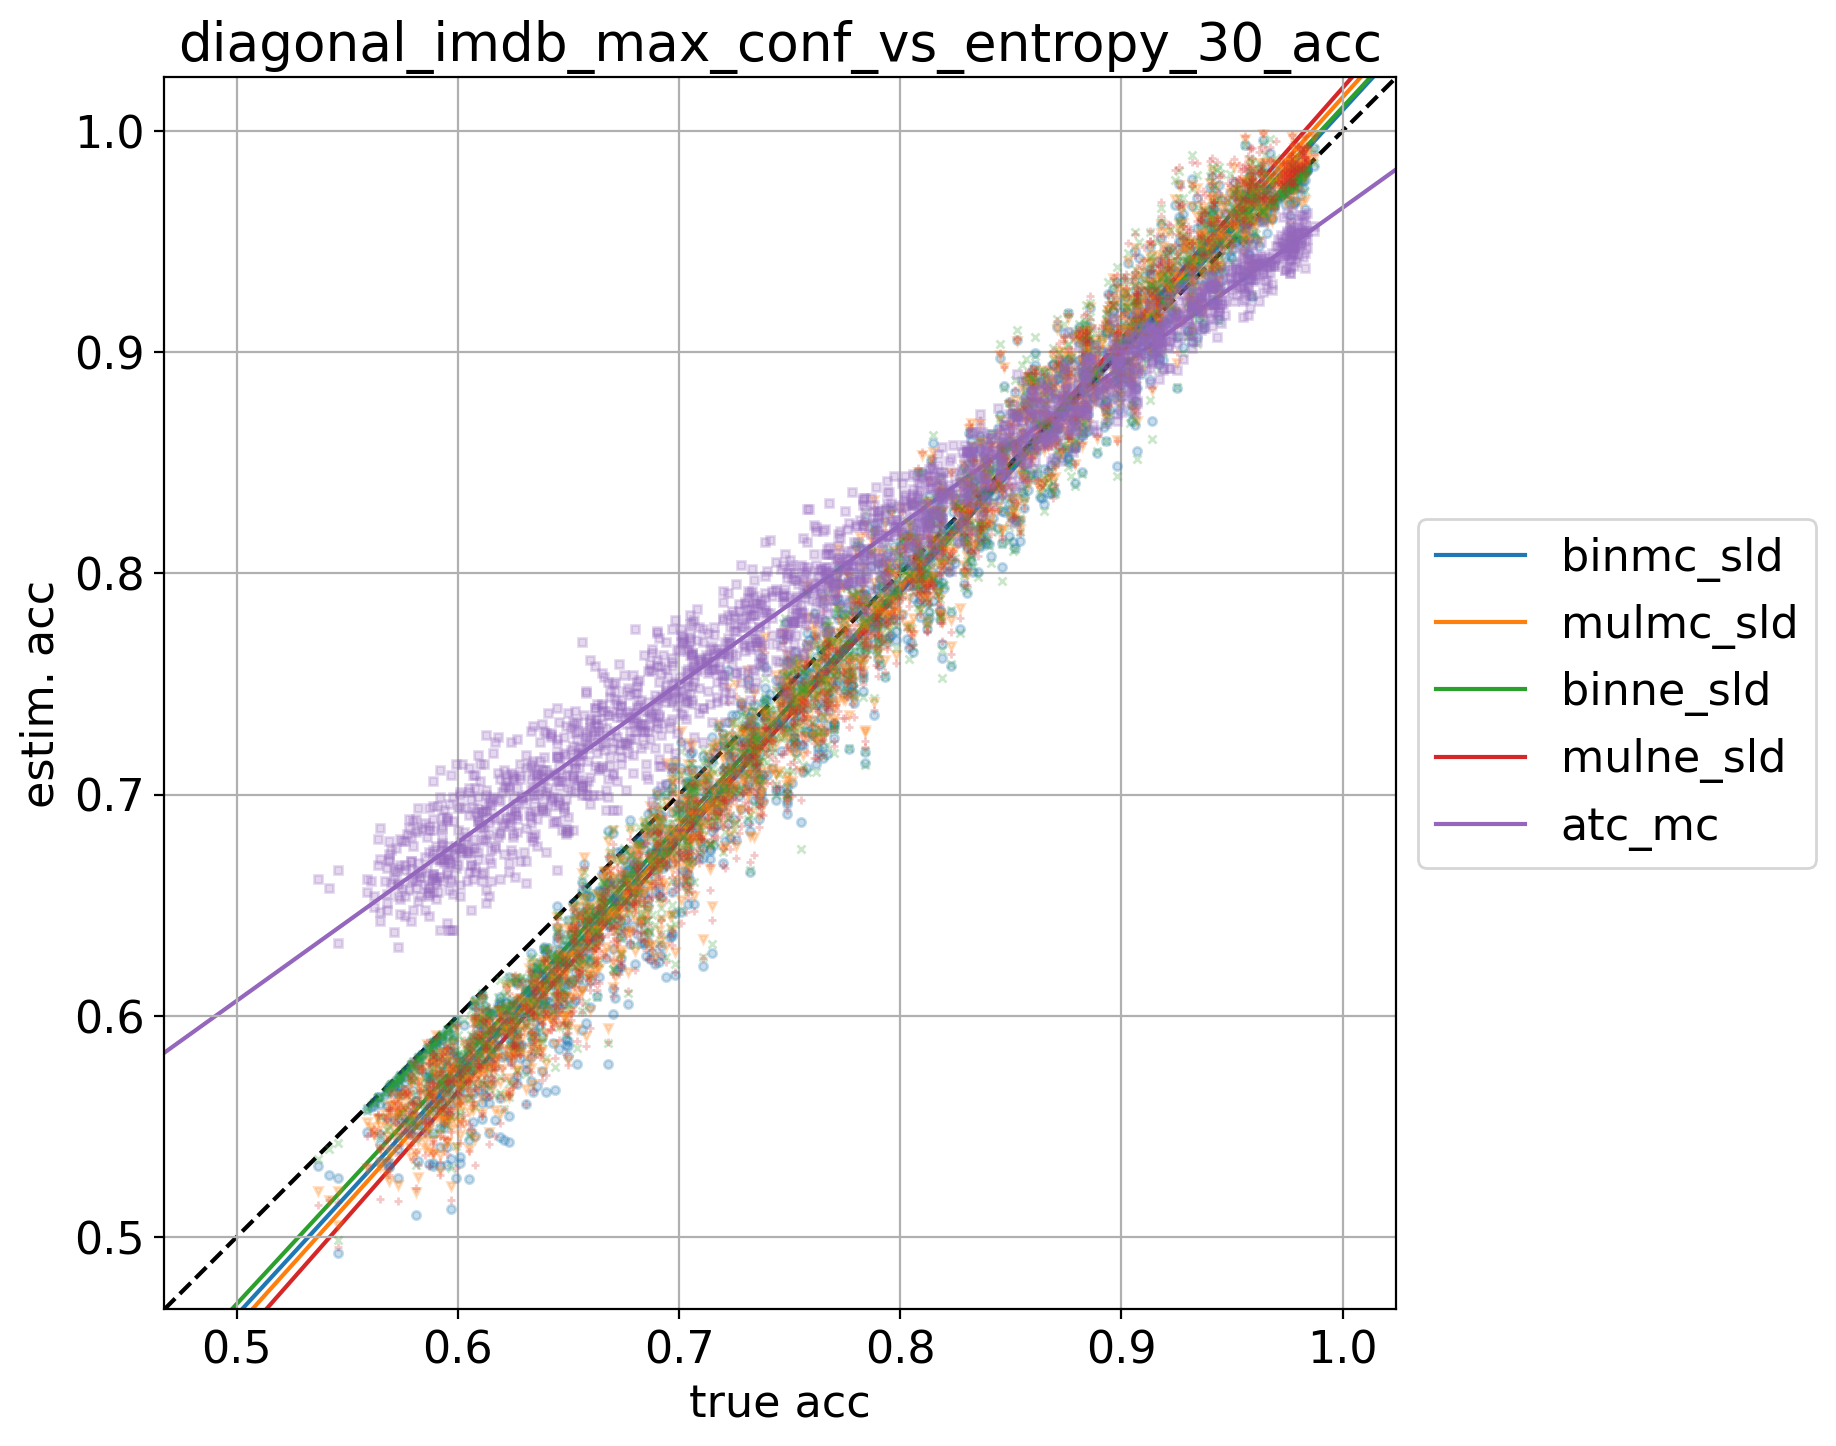 diagonal_imdb_max_conf_vs_entropy_30_acc
1.0
0.9
0.8
0.7
0.6
0.5
estim. acc
0.5 0.6 0.7 0.8 0.9 1.0
true acc
binmc_sld
mulmc_sld
binne_sld
mulne_sld
atc_mc